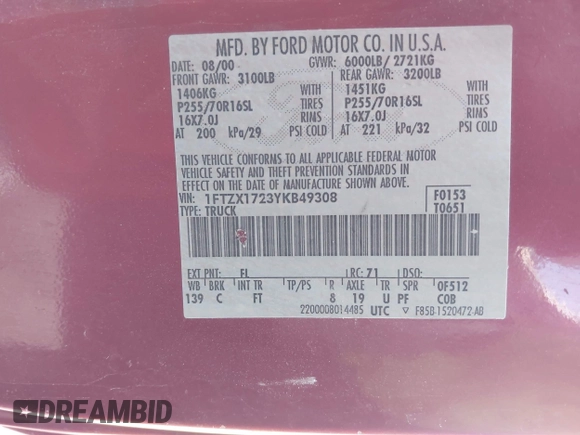 MFD. BY FORD MOTOR CO. IN U.S.A.
DATE: 08/00 GVWR: 6000LB/ 2721KG
FRONT GAWR: 3100LB REAR GAWR: 3200LB
1406KG WITH 1451KG WITH
P255/70R16SL TIRES P255/70R16SL TIRES
16X7.0J RIMS 16X7.0J RIMS
AT 200 kPa/29 PSI COLD AT 221 kPa/32 PSI COLD
THIS VEHICLE CONFORMS TO ALL APPLICABLE FEDERAL MOTOR
VEHICLE SAFETY AND THEFT PREVENTION STANDARDS IN
EFFECT ON THE DATE OF MANUFACTURE SHOWN ABOVE.
VIN: 1FTZX1723YKB49308 F0153
TYPE: TRUCK T0651
EXT PNT: FL RC: 71 DSO:
WB BRK INT TR TP/PS R AXLE TR SPR OF512
139 C FT 8 19 U PF COB
2200008014485 UTC ▽ F85B-1520472-AB
DREAMBID